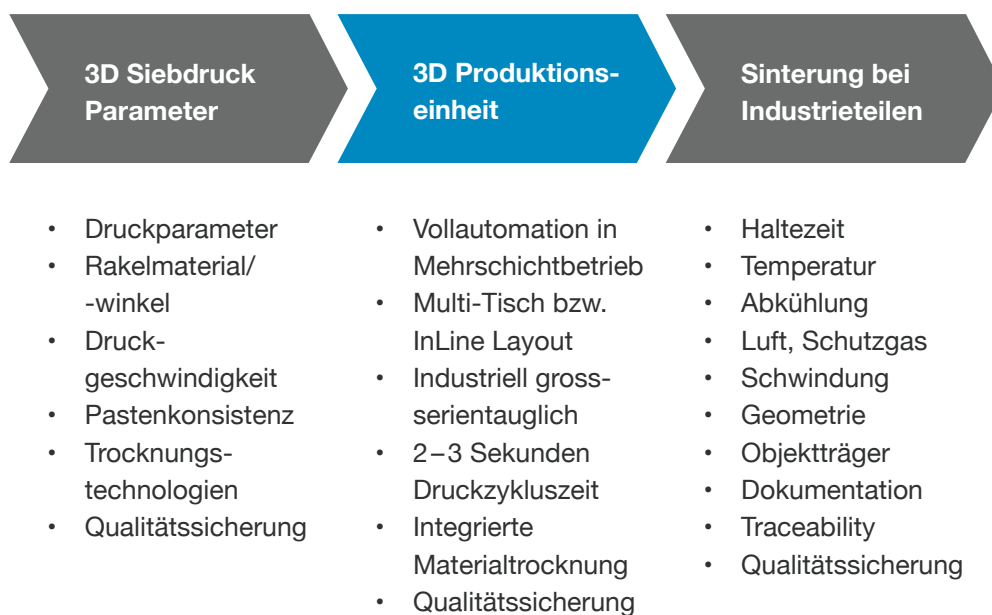 3D Siebdruck
Parameter
• Druckparameter
• Rakelmaterial/
-winkel
• Druck-
geschwindigkeit
• Pastenkonsistenz
• Trocknungs-
technologien
• Qualitätssicherung
3D Produktions-
einheit
• Vollautomation in
Mehrschichtbetrieb
• Multi-Tisch bzw.
InLine Layout
• Industriell gross-
serientauglich
• 2–3 Sekunden
Druckzykluszeit
• Integrierte
Materialtrocknung
• Qualitätssicherung
Sinterung bei
Industrieteilen
• Haltezeit
• Temperatur
• Abkühlung
• Luft, Schutzgas
• Schwindung
• Geometrie
• Objektträger
• Dokumentation
• Traceability
• Qualitätssicherung